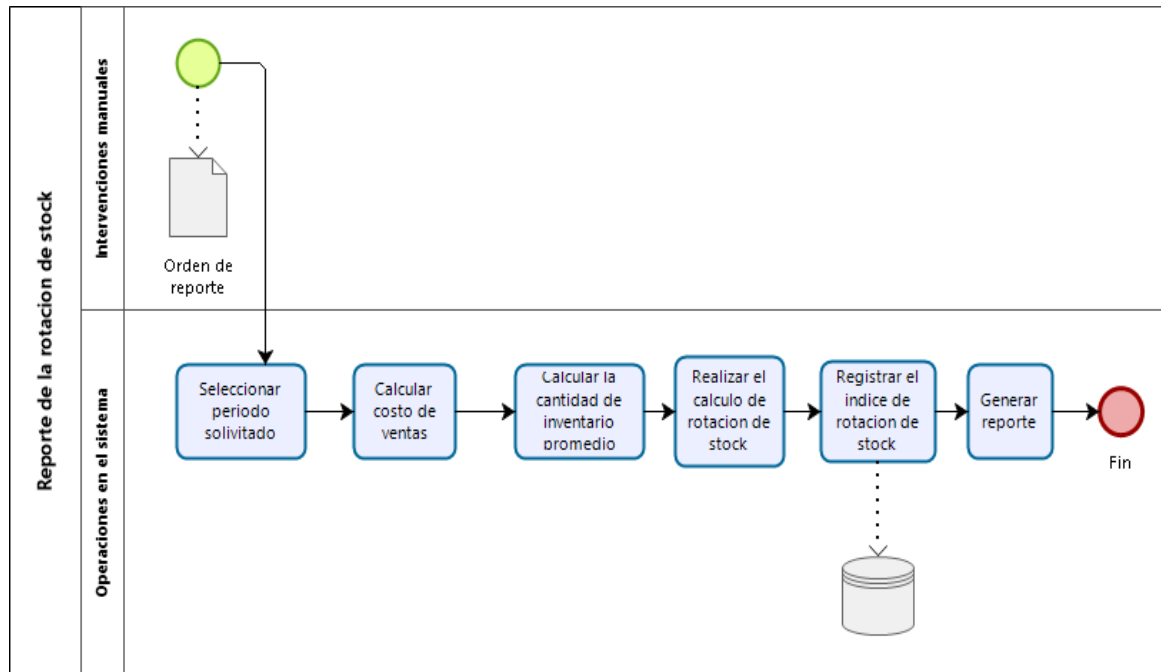 Reporte de la rotacion de stock
Intervenciones manuales
Orden de
reporte
Operaciones en el sistema
Seleccionar
periodo
solivitado
Calcular
costo de
ventas
Calcular la
cantidad de
inventario
promedio
Realizar el
calculo de
rotacion de
stock
Registrar el
indice de
rotacion de
stock
Generar
reporte
Fin